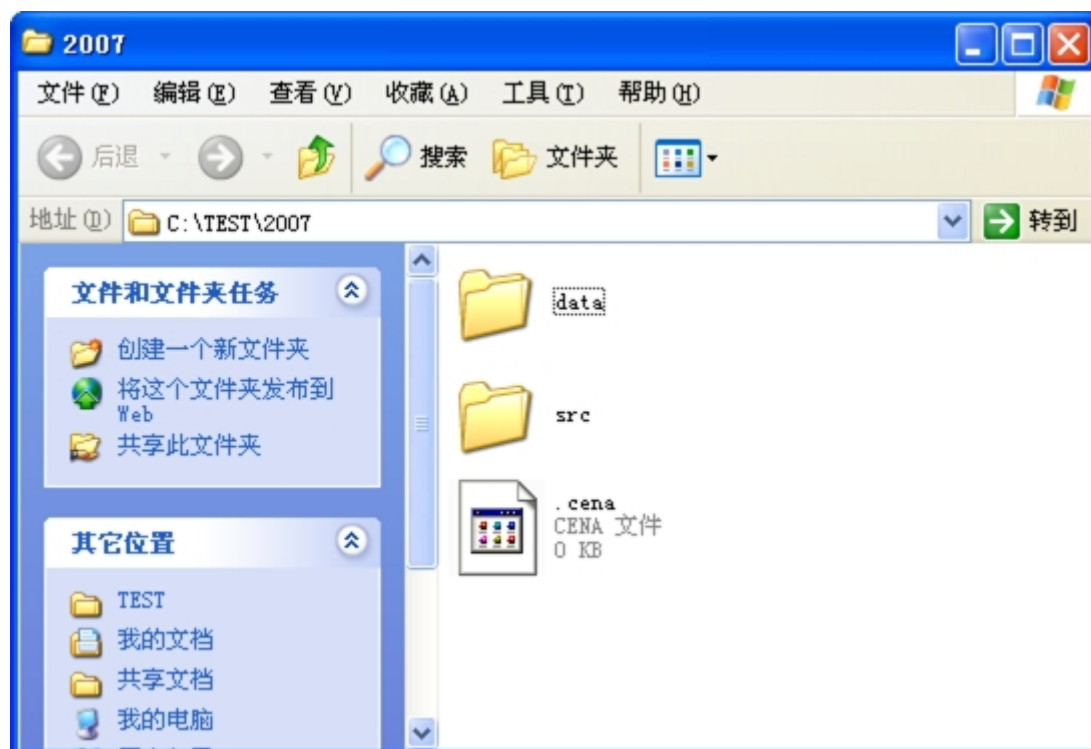 2007
文件(F) 编辑(E) 查看(V) 收藏(A) 工具(T) 帮助(H)
后退 搜索 文件夹
地址(D) C:\TEST\2007 转到
文件和文件夹任务
创建一个新文件夹
将这个文件夹发布到
Web
共享此文件夹
其它位置
TEST
我的文档
共享文档
我的电脑
data
src
.cena
CENA 文件
0 KB